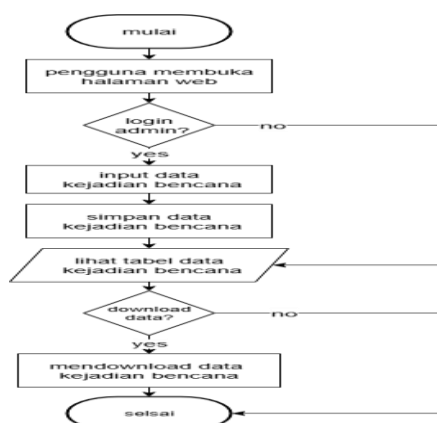 mulai
pengguna membuka
halaman web
login
admin?
no
yes
input data
kejadian bencana
simpan data
kejadian bencana
lihat tabel data
kejadian bencana
download
data?
no
yes
mendownload data
kejadian bencana
selsai